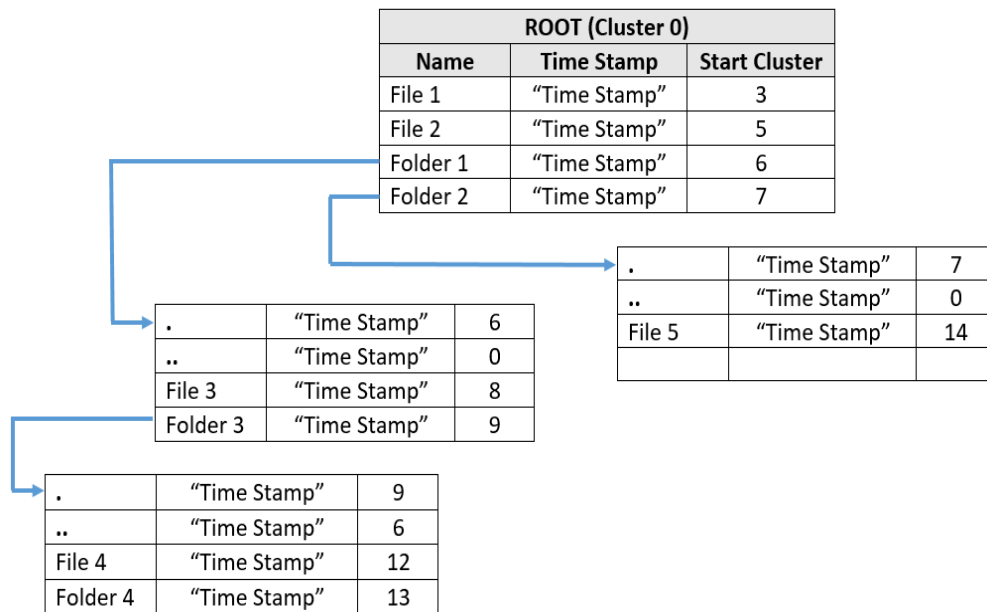 ROOT (Cluster 0)
Name Time Stamp Start Cluster
File 1 “Time Stamp” 3
File 2 “Time Stamp” 5
Folder 1 “Time Stamp” 6
Folder 2 “Time Stamp” 7
. “Time Stamp” 7
.. “Time Stamp” 0
File 5 “Time Stamp” 14
. “Time Stamp” 6
.. “Time Stamp” 0
File 3 “Time Stamp” 8
Folder 3 “Time Stamp” 9
. “Time Stamp” 9
.. “Time Stamp” 6
File 4 “Time Stamp” 12
Folder 4 “Time Stamp” 13